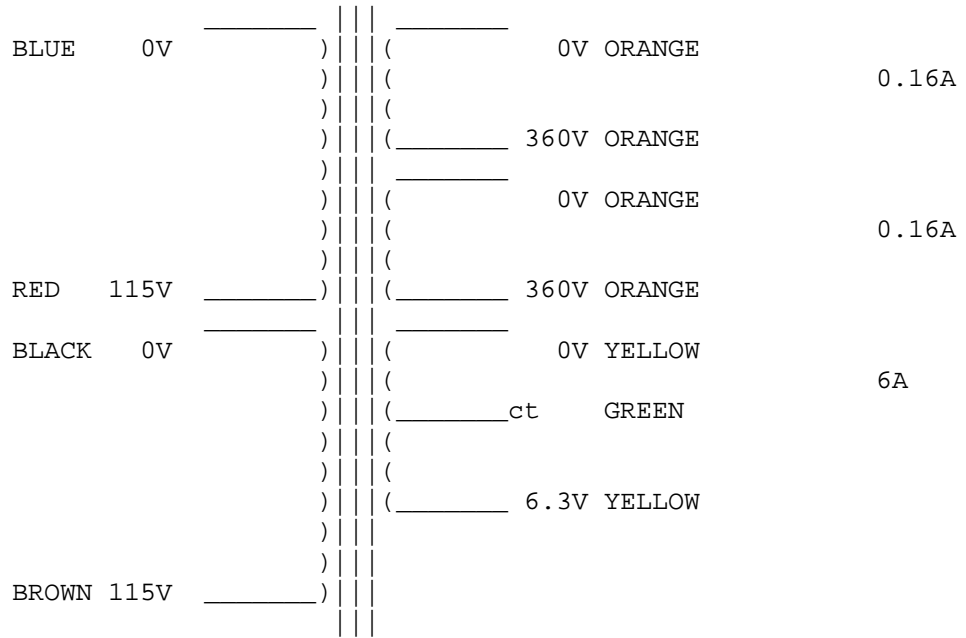 BLUE 0V 0V ORANGE
0.16A
360V ORANGE
0V ORANGE
0.16A
RED 115V 360V ORANGE
BLACK 0V 0V YELLOW
6A
ct GREEN
6.3V YELLOW
BROWN 115V